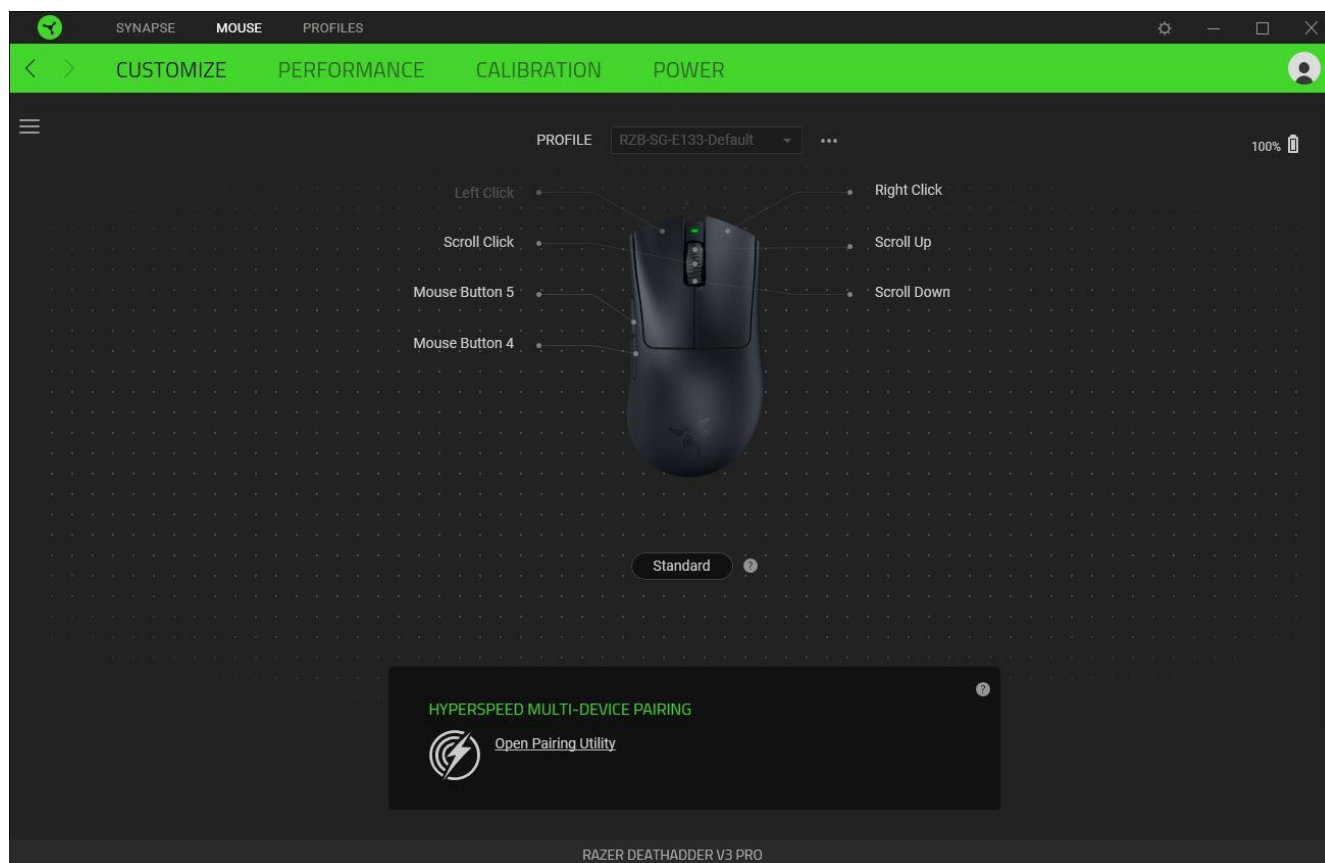 SYNAPSE MOUSE PROFILES
CUSTOMIZE PERFORMANCE CALIBRATION POWER
PROFILE RZB-SG-E133-Default
100%
Left Click Right Click
Scroll Click Scroll Up
Mouse Button 5 Scroll Down
Mouse Button 4
Standard ?
?
HYPERSPEED MULTI-DEVICE PAIRING
Open Pairing Utility
RAZER DEATHADDER V3 PRO